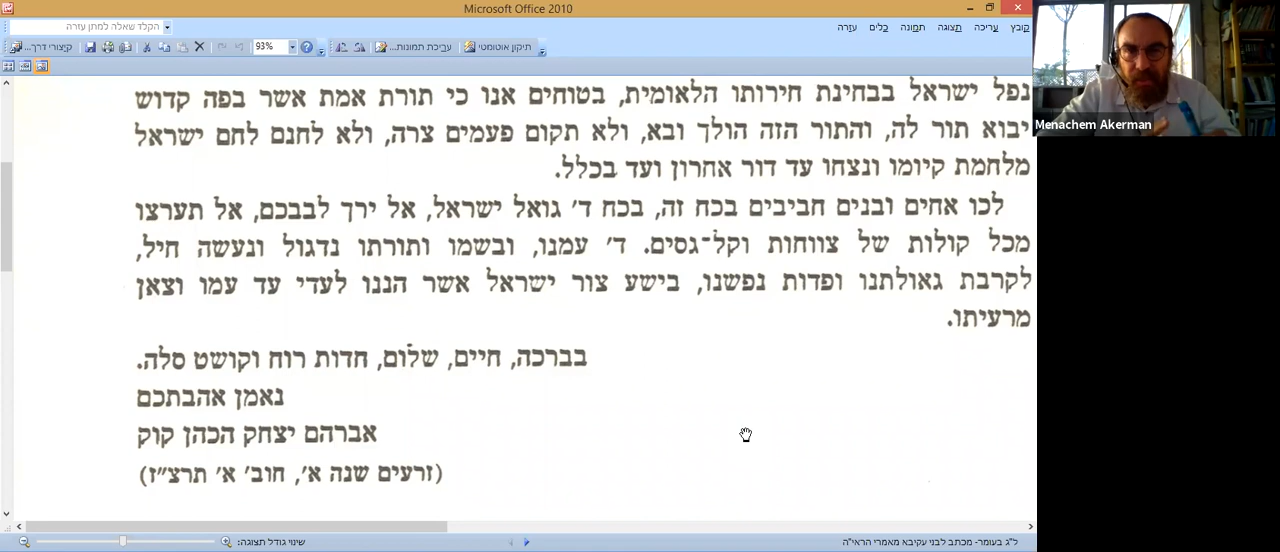 Microsoft Office 2010
קובץ עריכה תצוגה תמונה כלים עזרה
הקלד שאלה למתן עזרה
קיצורי דרך...
93%
עריכת תמונות...
תיקון אוטומטי
Menachem Akerman
נפל ישראל בבחינת חירותו הלאומית, בטוחים אנו כי תורת אמת אשר בפה קדוש
יבוא תור לה, והתור הזה הולך ובא, ולא תקום פעמים צרה, ולא לחנם לחם ישראל
מלחמת קיומו ונצחו עד דור אחרון ועד בכלל.
לכו אחים ובנים חביבים בכח זה, בכח ד׳ גואל ישראל, אל ירך לבבכם, אל תערצו
מכל קולות של צווחות וקל־גסים. ד׳ עמנו, ובשמו ותורתו נדגול ונעשה חיל,
לקרבת גאולתנו ופדות נפשנו, בישע צור ישראל אשר הננו לעדי עד עמו וצאן
מרעיתו.
בברכה, חיים, שלום, חדות רוח וקושט סלה.
נאמן אהבתכם
אברהם יצחק הכהן קוק
(זרעים שנה א׳, חוב׳ א׳ תרצ״ז)
ל"ג בעומר- מכתב לבני עקיבא מאמרי הראי"ה
שינוי גודל תצוגה: